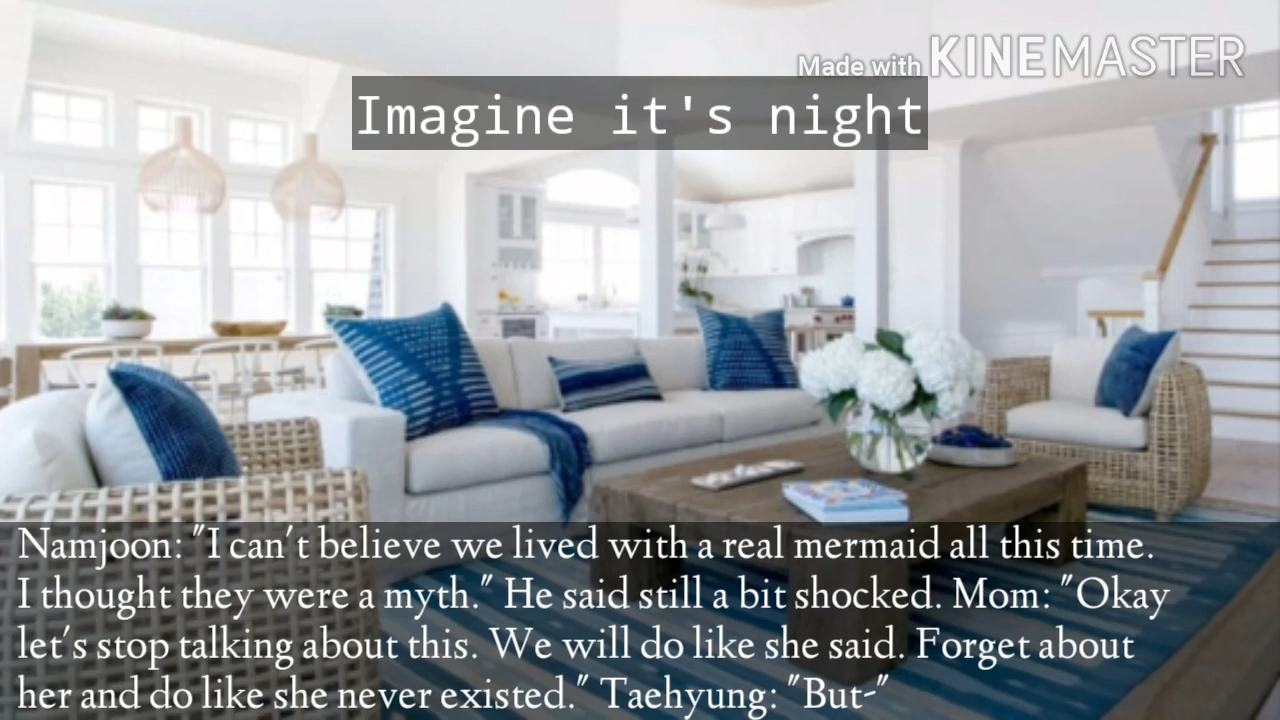 Made with KINEMASTER
Imagine it's night
Namjoon: "I can't believe we lived with a real mermaid all this time.
I thought they were a myth." He said still a bit shocked. Mom: "Okay
let's stop talking about this. We will do like she said. Forget about
her and do like she never existed." Taehyung: "But-"